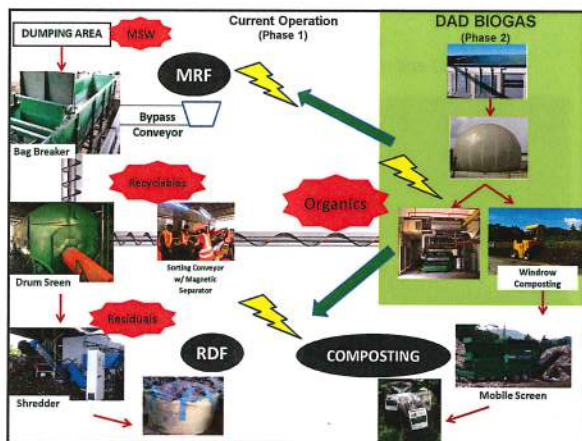 DUMPING AREA
MSW
Current Operation
(Phase 1)
DAD BIOGAS
(Phase 2)
MRF
Bypass
Conveyor
Bag Breaker
Recyclables
Organics
Drum Sreen
Sorting Conveyor
w/ Magnetic
Separator
Windrow
Composting
Residuals
RDF
COMPOSTING
Shredder
Mobile Screen